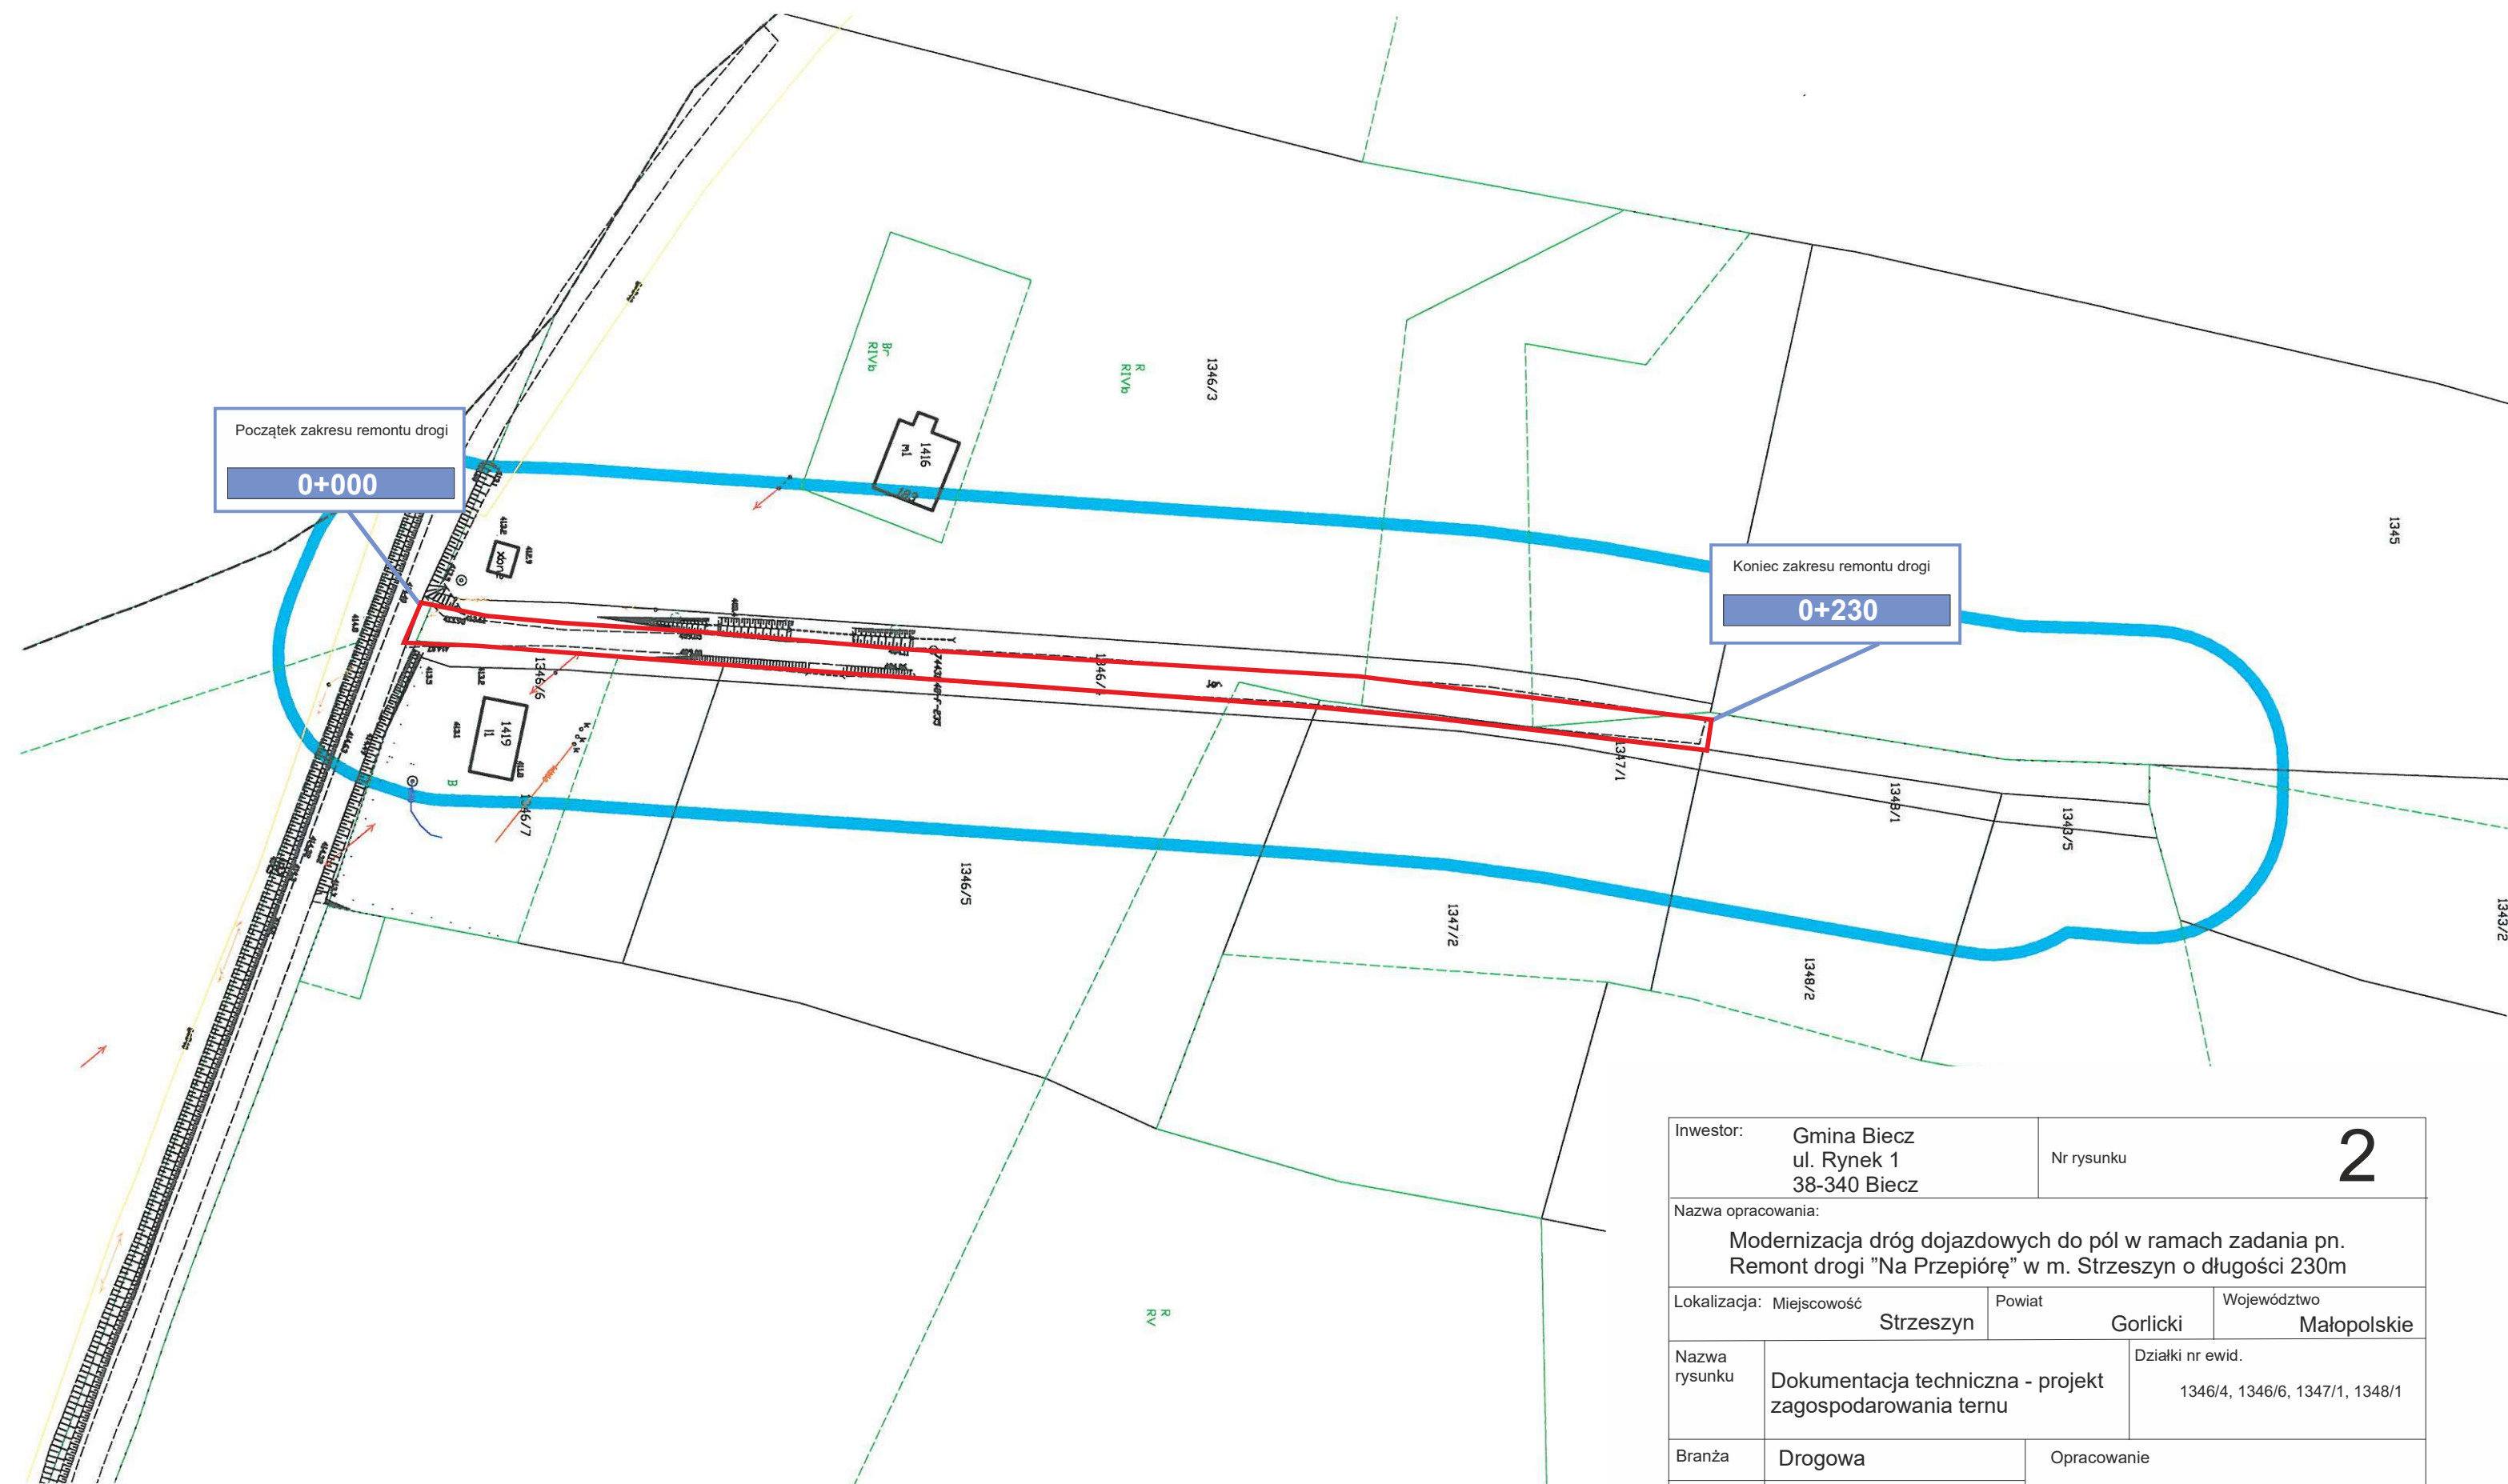 Początek zakresu remontu drogi
0+000
Koniec zakresu remontu drogi
0+230
Br
RIVb
R
RIVb
1346/3
1416
m1
1345
1346/6
1419
B
1346/7
1346/5
1347/1
1347/2
1348/1
1348/2
1343/5
1343/2
R
RV
Inwestor:
Gmina Biecz
ul. Rynek 1
38-340 Biecz
Nr rysunku
2
Nazwa opracowania:
Modernizacja dróg dojazdowych do pól w ramach zadania pn.
Remont drogi ”Na Przepiórę” w m. Strzeszyn o długości 230m
Lokalizacja: Miejscowość
Strzeszyn
Powiat
Gorlicki
Województwo
Małopolskie
Nazwa
rysunku
Dokumentacja techniczna - projekt
zagospodarowania ternu
Działki nr ewid.
1346/4, 1346/6, 1347/1, 1348/1
Branża
Drogowa
Opracowanie